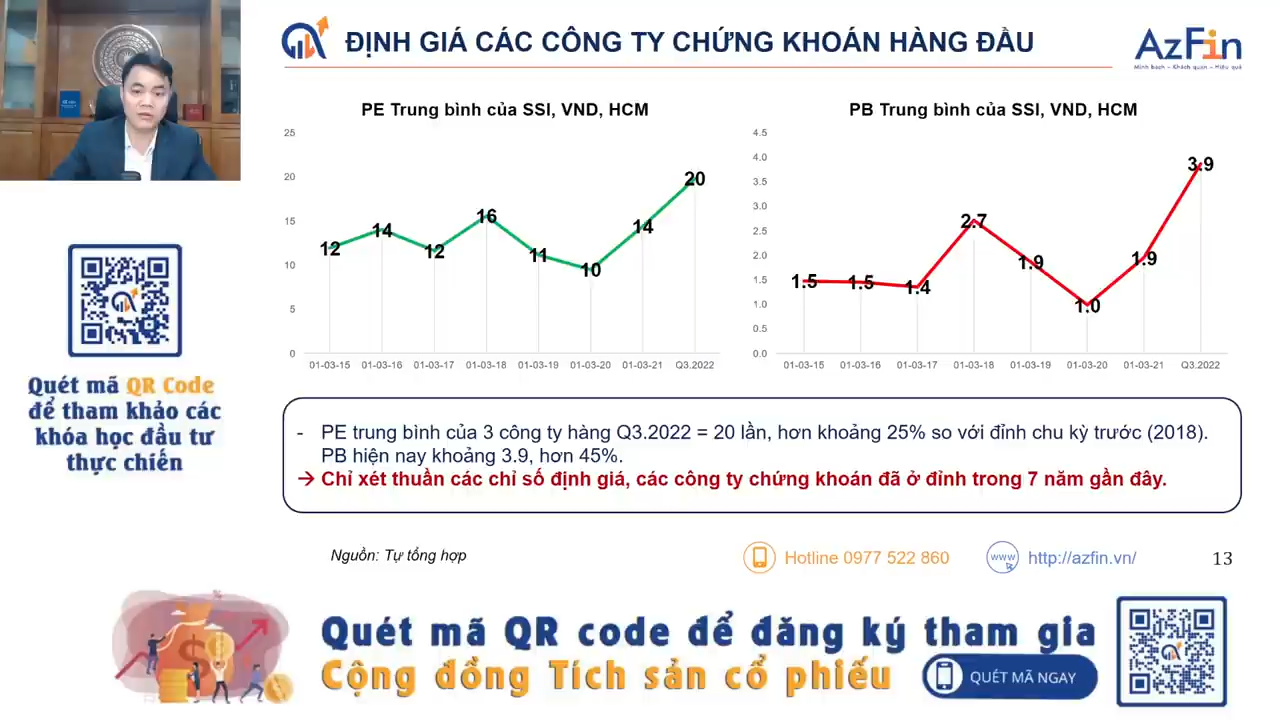 ĐỊNH GIÁ CÁC CÔNG TY CHỨNG KHOÁN HÀNG ĐẦU
AzFin
Minh bạch – Khách quan – Hiệu quả
PE Trung bình của SSI, VND, HCM
25
20
15
10
5
0
12
14
12
16
11
10
14
20
01-03-15
01-03-16
01-03-17
01-03-18
01-03-19
01-03-20
01-03-21
Q3.2022
PB Trung bình của SSI, VND, HCM
4.5
4.0
3.5
3.0
2.5
2.0
1.5
1.0
0.5
0.0
1.5
1.5
1.4
2.7
1.9
1.0
1.9
3.9
01-03-15
01-03-16
01-03-17
01-03-18
01-03-19
01-03-20
01-03-21
Q3.2022
Quét mã QR Code
để tham khảo các
khóa học đầu tư
thực chiến
- PE trung bình của 3 công ty hàng Q3.2022 = 20 lần, hơn khoảng 25% so với đỉnh chu kỳ trước (2018).
PB hiện nay khoảng 3.9, hơn 45%.
→ Chỉ xét thuần các chỉ số định giá, các công ty chứng khoán đã ở đỉnh trong 7 năm gần đây.
Nguồn: Tự tổng hợp
Hotline 0977 522 860
www
http://azfin.vn/
13
Quét mã QR code để đăng ký tham gia
Cộng đồng Tích sản cổ phiếu
QUÉT MÃ NGAY